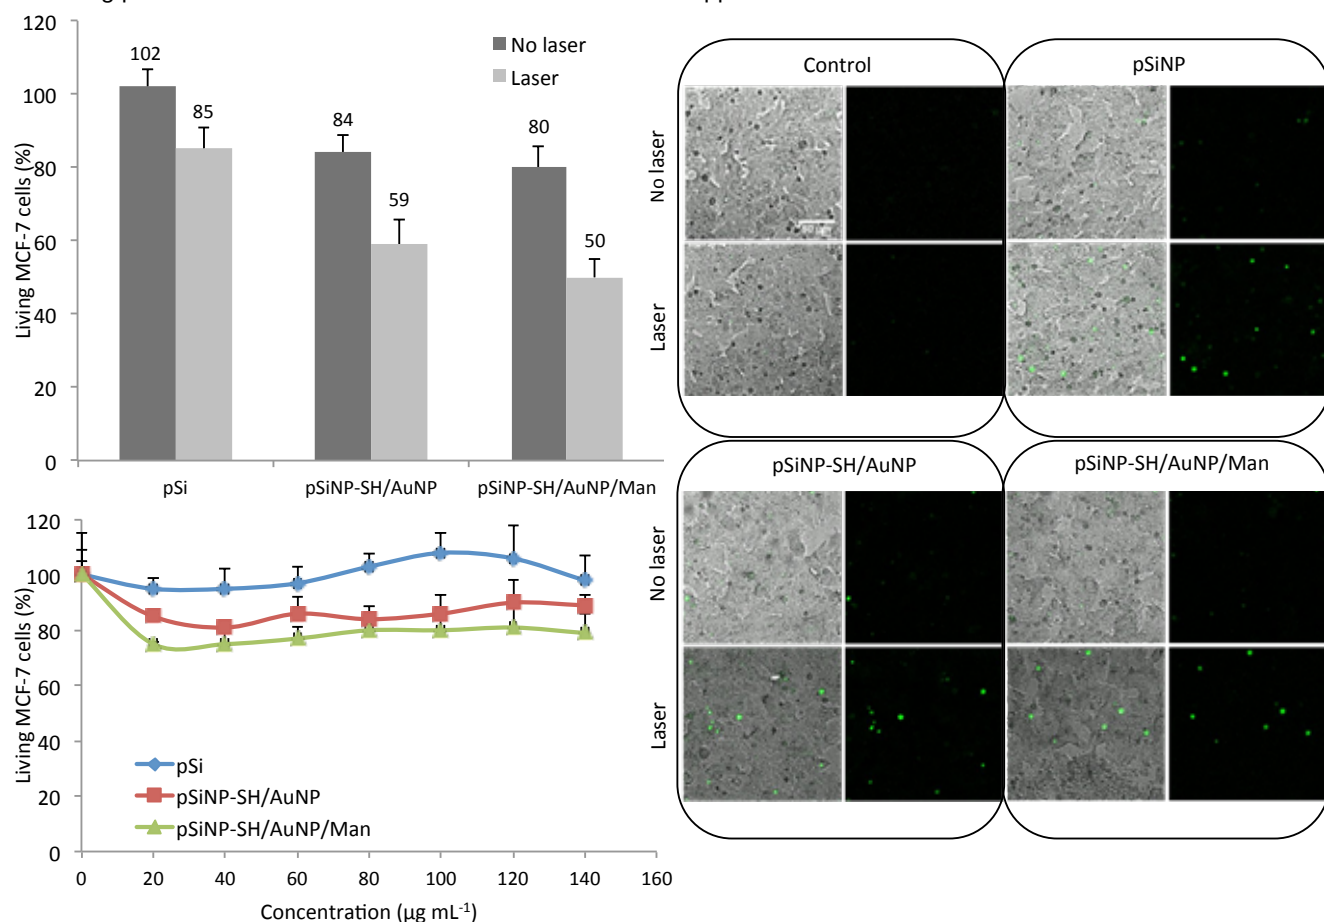 120
100
80
60
40
20
0
Living MCF-7 cells (%)
No laser
Laser
102
85
84
59
80
50
pSi
pSiNP-SH/AuNP
pSiNP-SH/AuNP/Man
120
100
80
60
40
20
0
Living MCF-7 cells (%)
pSi
pSiNP-SH/AuNP
pSiNP-SH/AuNP/Man
0 20 40 60 80 100 120 140 160
Concentration (µg mL-1)
Control
pSiNP
No laser
Laser
pSiNP-SH/AuNP
pSiNP-SH/AuNP/Man
No laser
Laser